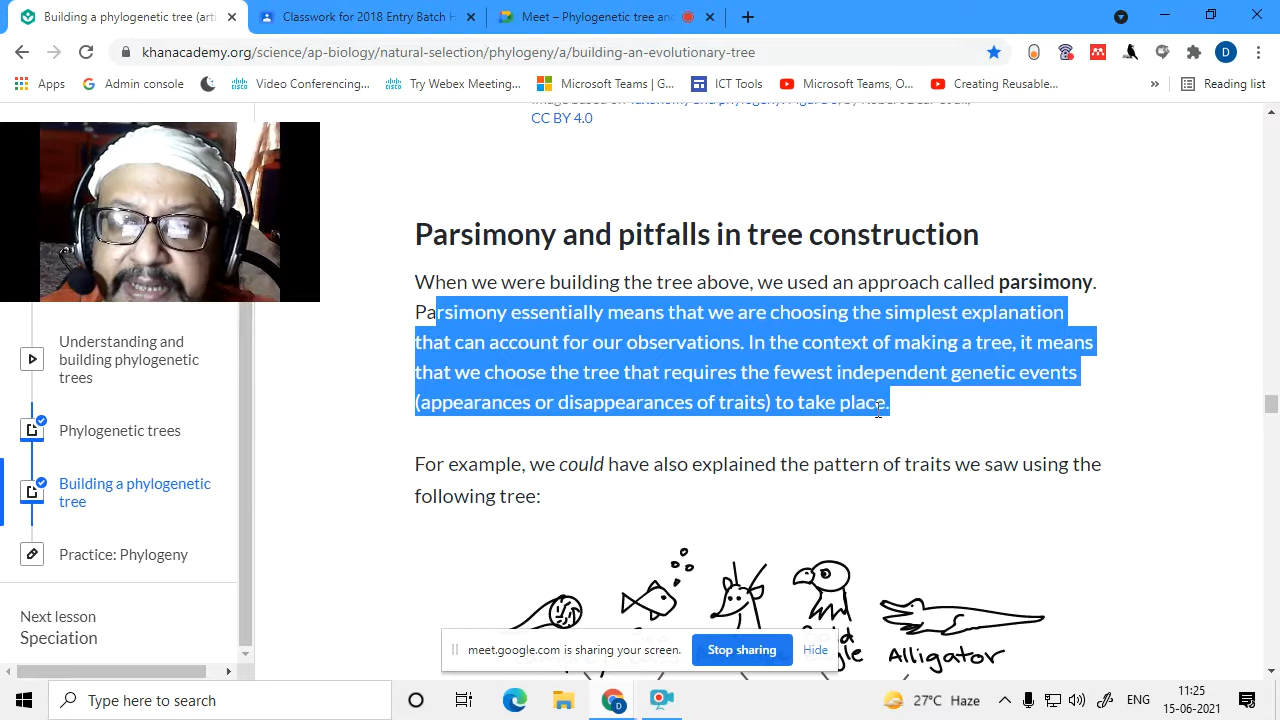 Building a phylogenetic tree (arti
Classwork for 2018 Entry Batch H
Meet – Phylogenetic tree and
khanacademy.org/science/ap-biology/natural-selection/phylogeny/a/building-an-evolutionary-tree
D
Apps
Admin console
Video Conferencing...
Try Webex Meeting...
Microsoft Teams | G...
ICT Tools
Microsoft Teams, O...
Creating Reusable...
»
Reading list
CC BY 4.0
Parsimony and pitfalls in tree construction
When we were building the tree above, we used an approach called parsimony.
Parsimony essentially means that we are choosing the simplest explanation
that can account for our observations. In the context of making a tree, it means
that we choose the tree that requires the fewest independent genetic events
(appearances or disappearances of traits) to take place.
For example, we could have also explained the pattern of traits we saw using the
following tree:
Understanding and
building phylogenetic
trees
Phylogenetic trees
Building a phylogenetic
tree
Practice: Phylogeny
Next lesson
Speciation
Alligator
meet.google.com is sharing your screen.
Stop sharing
Hide
Type here to search
27°C Haze
ENG
11:25
15-06-2021